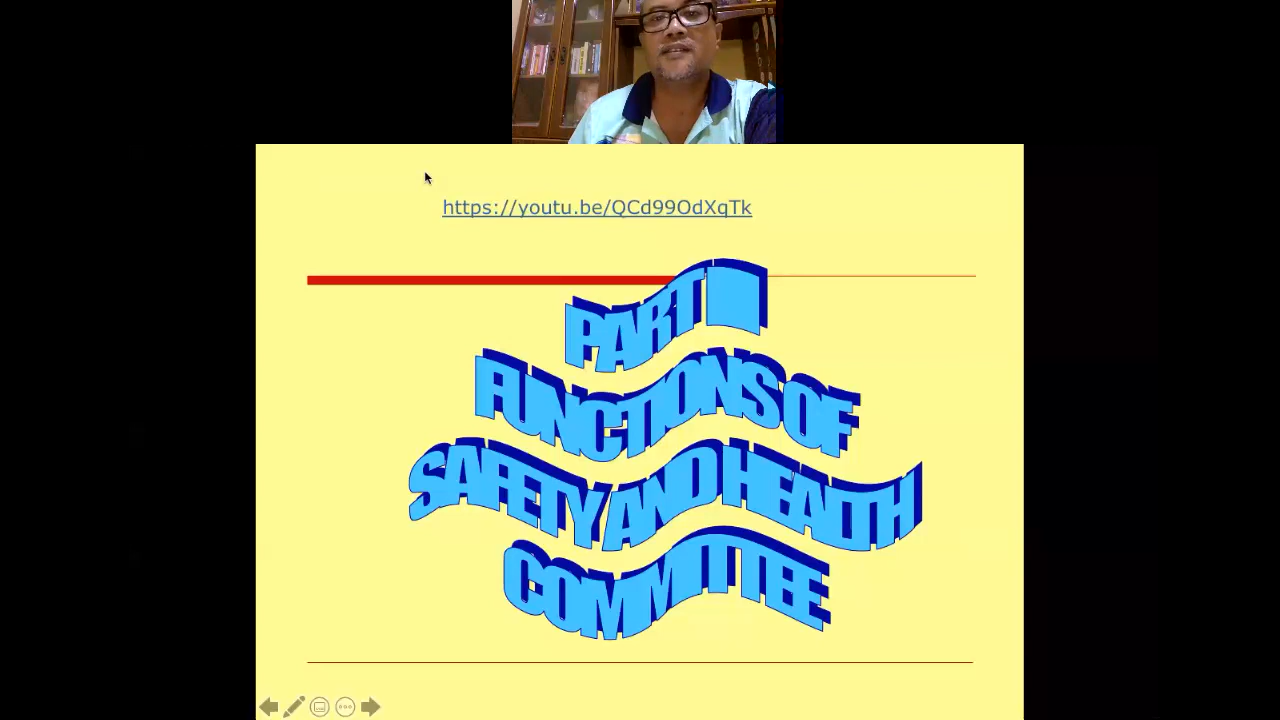 https://youtu.be/QCd99OdXqTk
PART
FUNCTIONS OF
SAFETY AND HEALTH
COMMITTEE